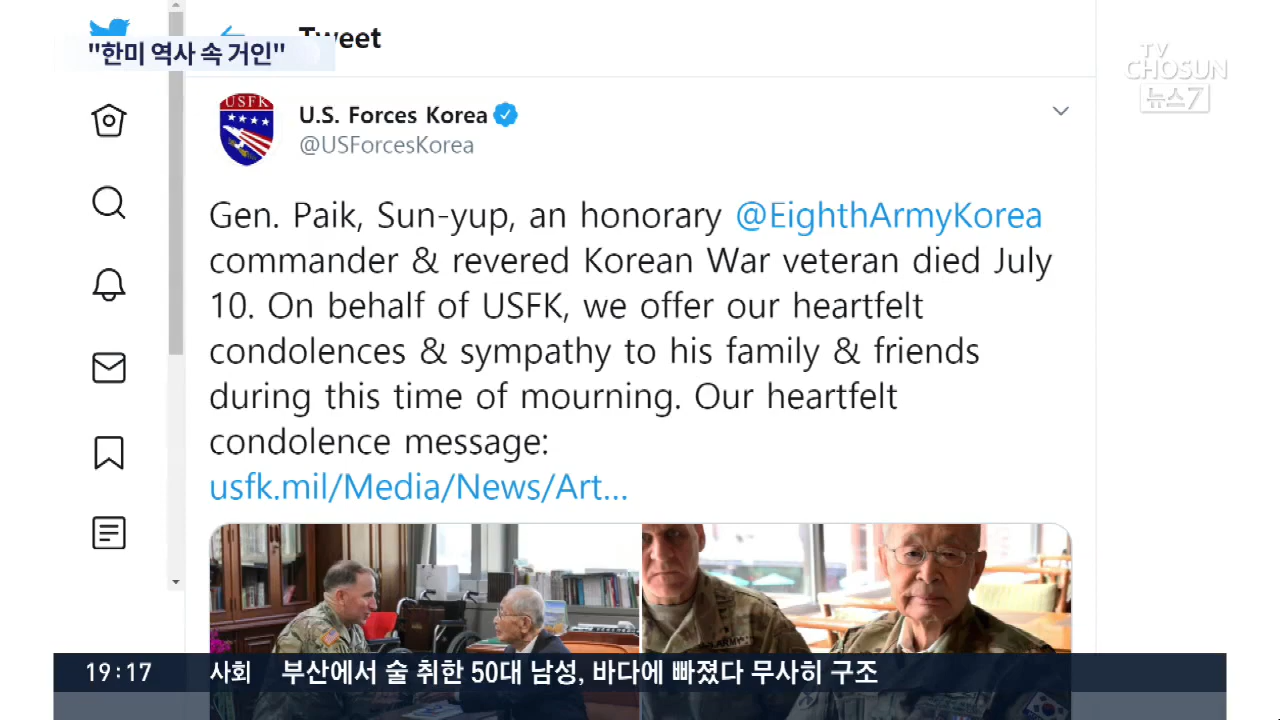 "한미 역사 속 거인"
Tweet
TV
CHOSUN
뉴스7
USFK
U.S. Forces Korea
@USForcesKorea
Gen. Paik, Sun-yup, an honorary @EighthArmyKorea
commander & revered Korean War veteran died July
10. On behalf of USFK, we offer our heartfelt
condolences & sympathy to his family & friends
during this time of mourning. Our heartfelt
condolence message:
usfk.mil/Media/News/Art...
19:17 사회 부산에서 술 취한 50대 남성, 바다에 빠졌다 무사히 구조